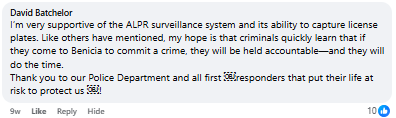 David Batchelor
I'm very supportive of the ALPR surveillance system and its ability to capture license
plates. Like others have mentioned, my hope is that criminals quickly learn that if
they come to Benicia to commit a crime, they will be held accountable—and they will
do the time.
Thank you to our Police Department and all first ￼responders that put their life at
risk to protect us ￼!
9w Like Reply Hide 10